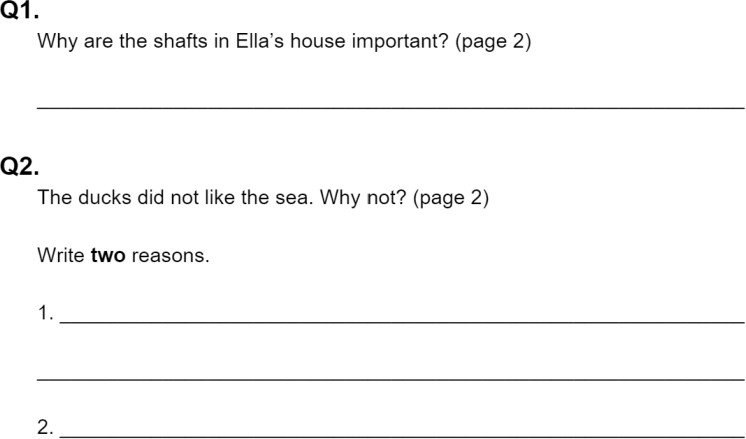 Q1.
Why are the shafts in Ella's house important? (page 2)
Q2.
The ducks did not like the sea. Why not? (page 2)
Write two reasons.
1.
2.